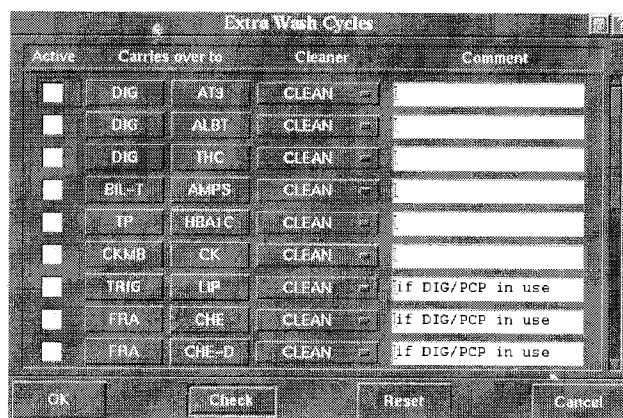 Extra Wash Cycles
Active Carries over to Cleaner Comment
DIG AT3 CLEAN
DIG ALBT CLEAN
DIG THC CLEAN
BIL-T AMPS CLEAN
TP HBA1C CLEAN
CKMB CK CLEAN
TRIG LIP CLEAN if DIG/PCP in use
FRA CHE CLEAN if DIG/PCP in use
FRA CHE-D CLEAN if DIG/PCP in use
OK Check Reset Cancel